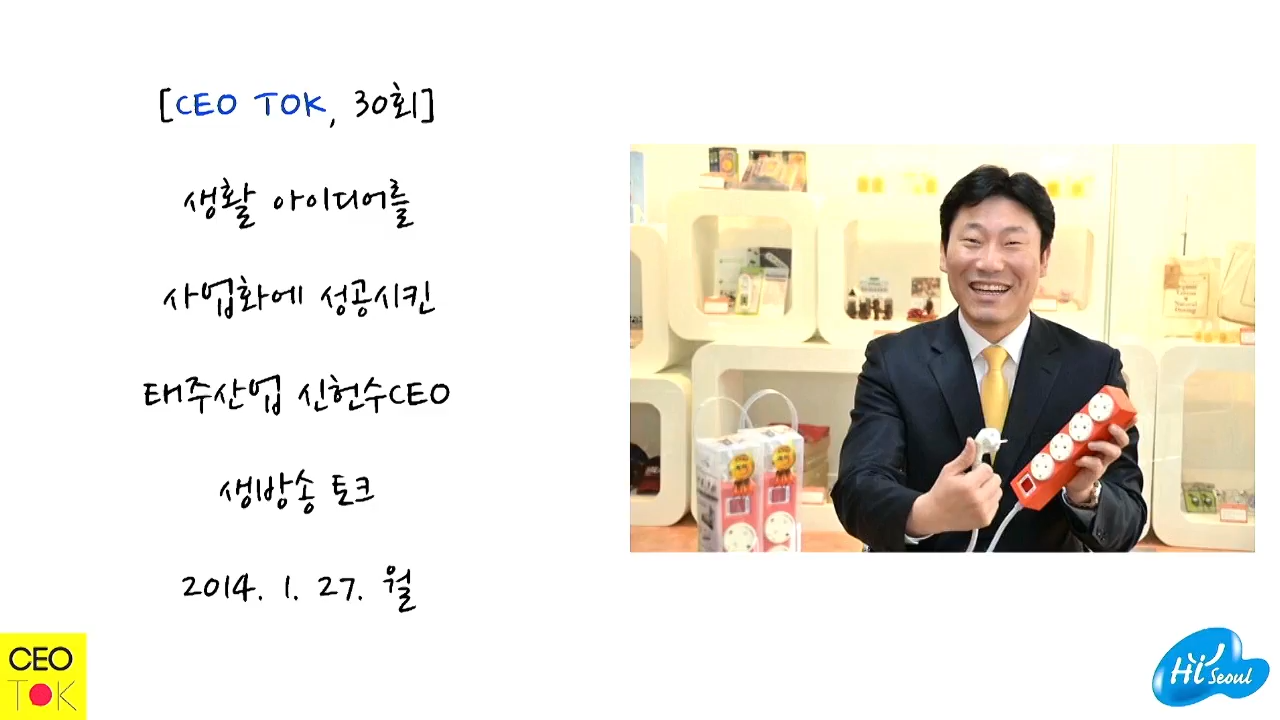 [CEO TOK, 30회]
생활 아이디어를
사업화에 성공시킨
태주산업 신헌수CEO
생방송 토크
2014. 1. 27. 월
CEO
TOK
Hi Seoul